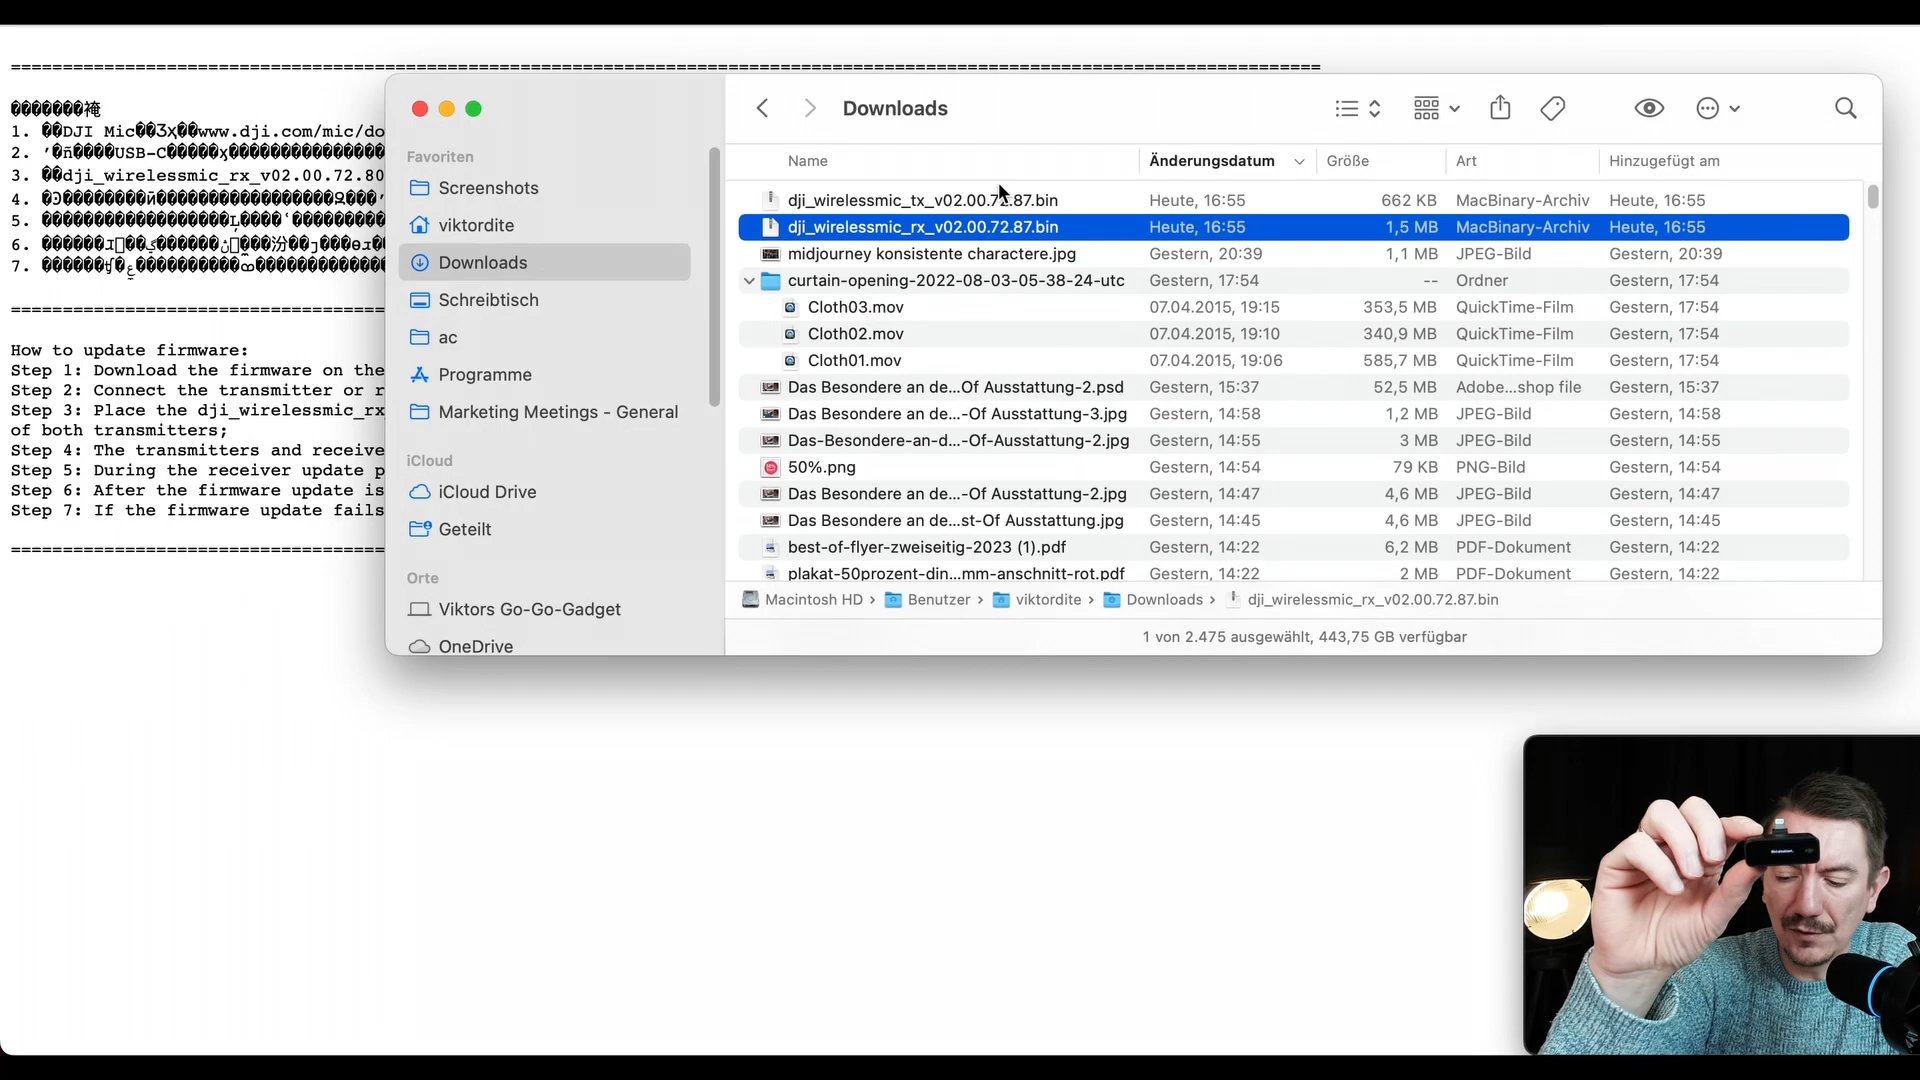 ==================================================
1. ��DJI Mic��3ҳ��www.dji.com/mic/do
2. ʼ�ñ����USB-C�����
3. ��dji_wirelessmic_rx_v02.00.72.80
4.
5.
6.
7.
How to update firmware:
Step 1: Download the firmware on the
Step 2: Connect the transmitter or r
Step 3: Place the dji_wirelessmic_rx
of both transmitters;
Step 4: The transmitters and receive
Step 5: During the receiver update p
Step 6: After the firmware update is
Step 7: If the firmware update fails
Favoriten
Screenshots
viktordite
Downloads
Schreibtisch
ac
Programme
Marketing Meetings - General
iCloud
iCloud Drive
Geteilt
Orte
Viktors Go-Go-Gadget
OneDrive
Downloads
Name Änderungsdatum Größe Art Hinzugefügt am
dji_wirelessmic_tx_v02.00.72.87.bin Heute, 16:55 662 KB MacBinary-Archiv Heute, 16:55
dji_wirelessmic_rx_v02.00.72.87.bin Heute, 16:55 1,5 MB MacBinary-Archiv Heute, 16:55
midjourney konsistente charactere.jpg Gestern, 20:39 1,1 MB JPEG-Bild Gestern, 20:39
curtain-opening-2022-08-03-05-38-24-utc Gestern, 17:54 -- Ordner Gestern, 17:54
Cloth03.mov 07.04.2015, 19:15 353,5 MB QuickTime-Film Gestern, 17:54
Cloth02.mov 07.04.2015, 19:10 340,9 MB QuickTime-Film Gestern, 17:54
Cloth01.mov 07.04.2015, 19:06 585,7 MB QuickTime-Film Gestern, 17:54
Das Besondere an de...Of Ausstattung-2.psd Gestern, 15:37 52,5 MB Adobe...shop file Gestern, 15:37
Das Besondere an de...-Of Ausstattung-3.jpg Gestern, 14:58 1,2 MB JPEG-Bild Gestern, 14:58
Das-Besondere-an-d...-Of-Ausstattung-2.jpg Gestern, 14:55 3 MB JPEG-Bild Gestern, 14:55
50%.png Gestern, 14:54 79 KB PNG-Bild Gestern, 14:54
Das Besondere an de...-Of Ausstattung-2.jpg Gestern, 14:47 4,6 MB JPEG-Bild Gestern, 14:47
Das Besondere an de...st-Of Ausstattung.jpg Gestern, 14:45 4,6 MB JPEG-Bild Gestern, 14:45
best-of-flyer-zweiseitig-2023 (1).pdf Gestern, 14:22 6,2 MB PDF-Dokument Gestern, 14:22
plakat-50prozent-din...mm-anschnitt-rot.pdf Gestern, 14:22 2 MB PDF-Dokument Gestern, 14:22
Macintosh HD › Benutzer › viktordite › Downloads › dji_wirelessmic_rx_v02.00.72.87.bin
1 von 2.475 ausgewählt, 443,75 GB verfügbar